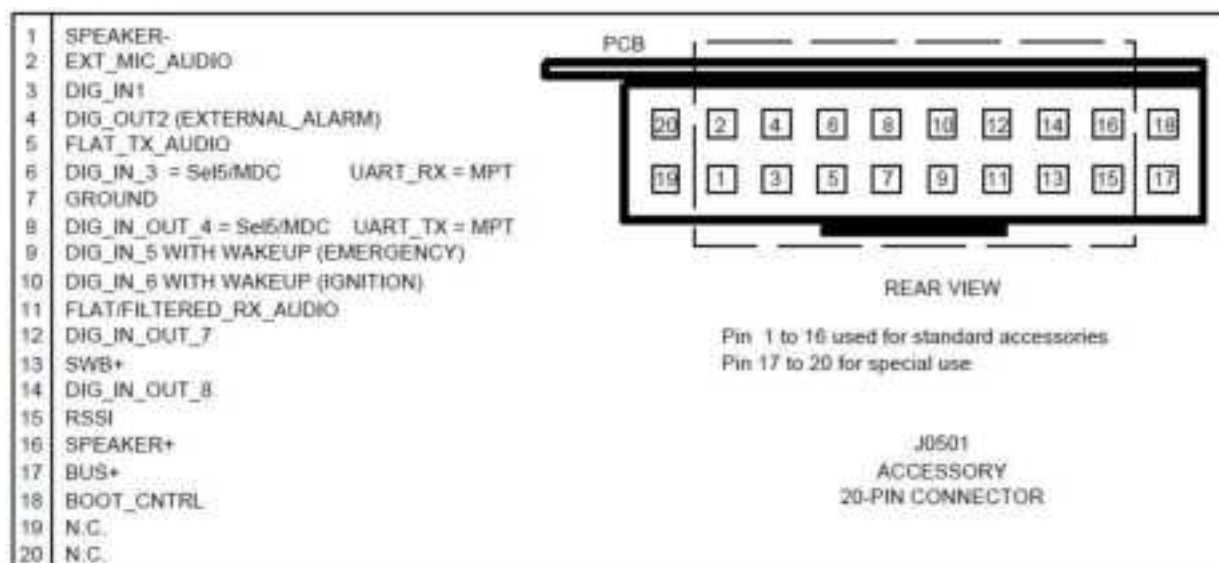 1 SPEAKER-
2 EXT_MIC_AUDIO
3 DIG_IN1
4 DIG_OUT2 (EXTERNAL_ALARM)
5 FLAT_TX_AUDIO
6 DIG_IN_3 = Sel5/MDC UART_RX = MPT
7 GROUND
8 DIG_IN_OUT_4 = Sel5/MDC UART_TX = MPT
9 DIG_IN_5 WITH WAKEUP (EMERGENCY)
10 DIG_IN_6 WITH WAKEUP (IGNITION)
11 FLAT/FILTERED_RX_AUDIO
12 DIG_IN_OUT_7
13 SWB+
14 DIG_IN_OUT_8
15 RSSI
16 SPEAKER+
17 BUS+
18 BOOT_CNTRL
19 N.C.
20 N.C.
PCB
20 2 4 6 8 10 12 14 16 18
19 1 3 5 7 9 11 13 15 17
REAR VIEW
Pin 1 to 16 used for standard accessories
Pin 17 to 20 for special use
J0501
ACCESSORY
20-PIN CONNECTOR